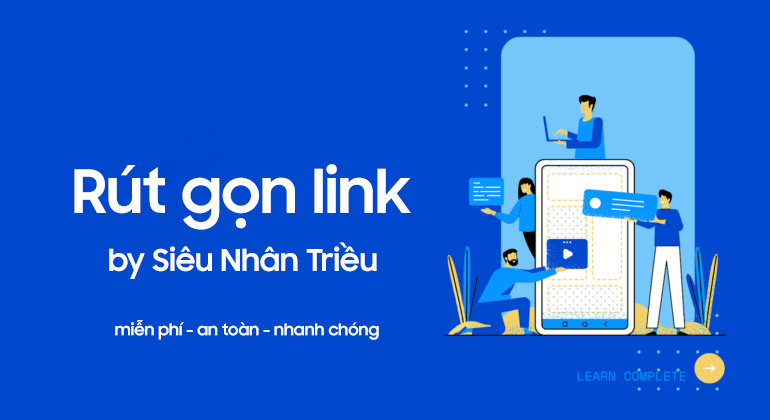 Rút gọn link
by Siêu Nhân Triều
miễn phí - an toàn - nhanh chóng
LEARN COMPLETE